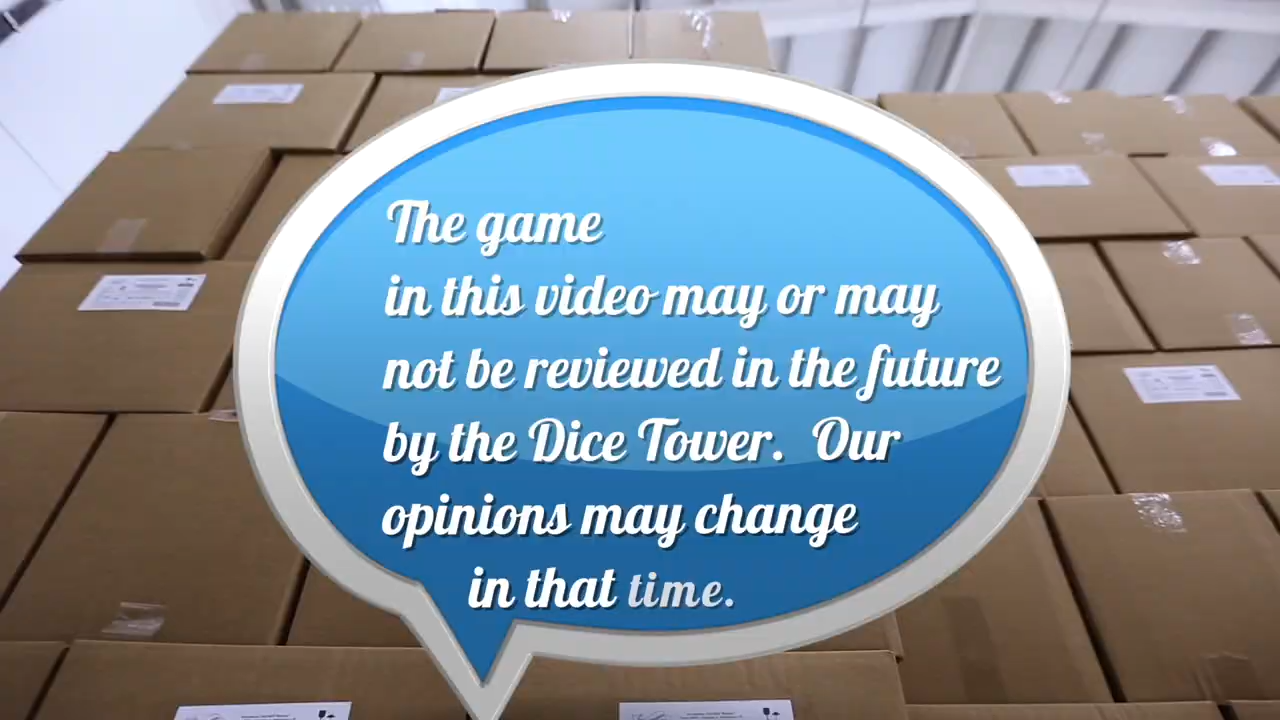 The game
in this video may or may
not be reviewed in the future
by the Dice Tower. Our
opinions may change
in that time.